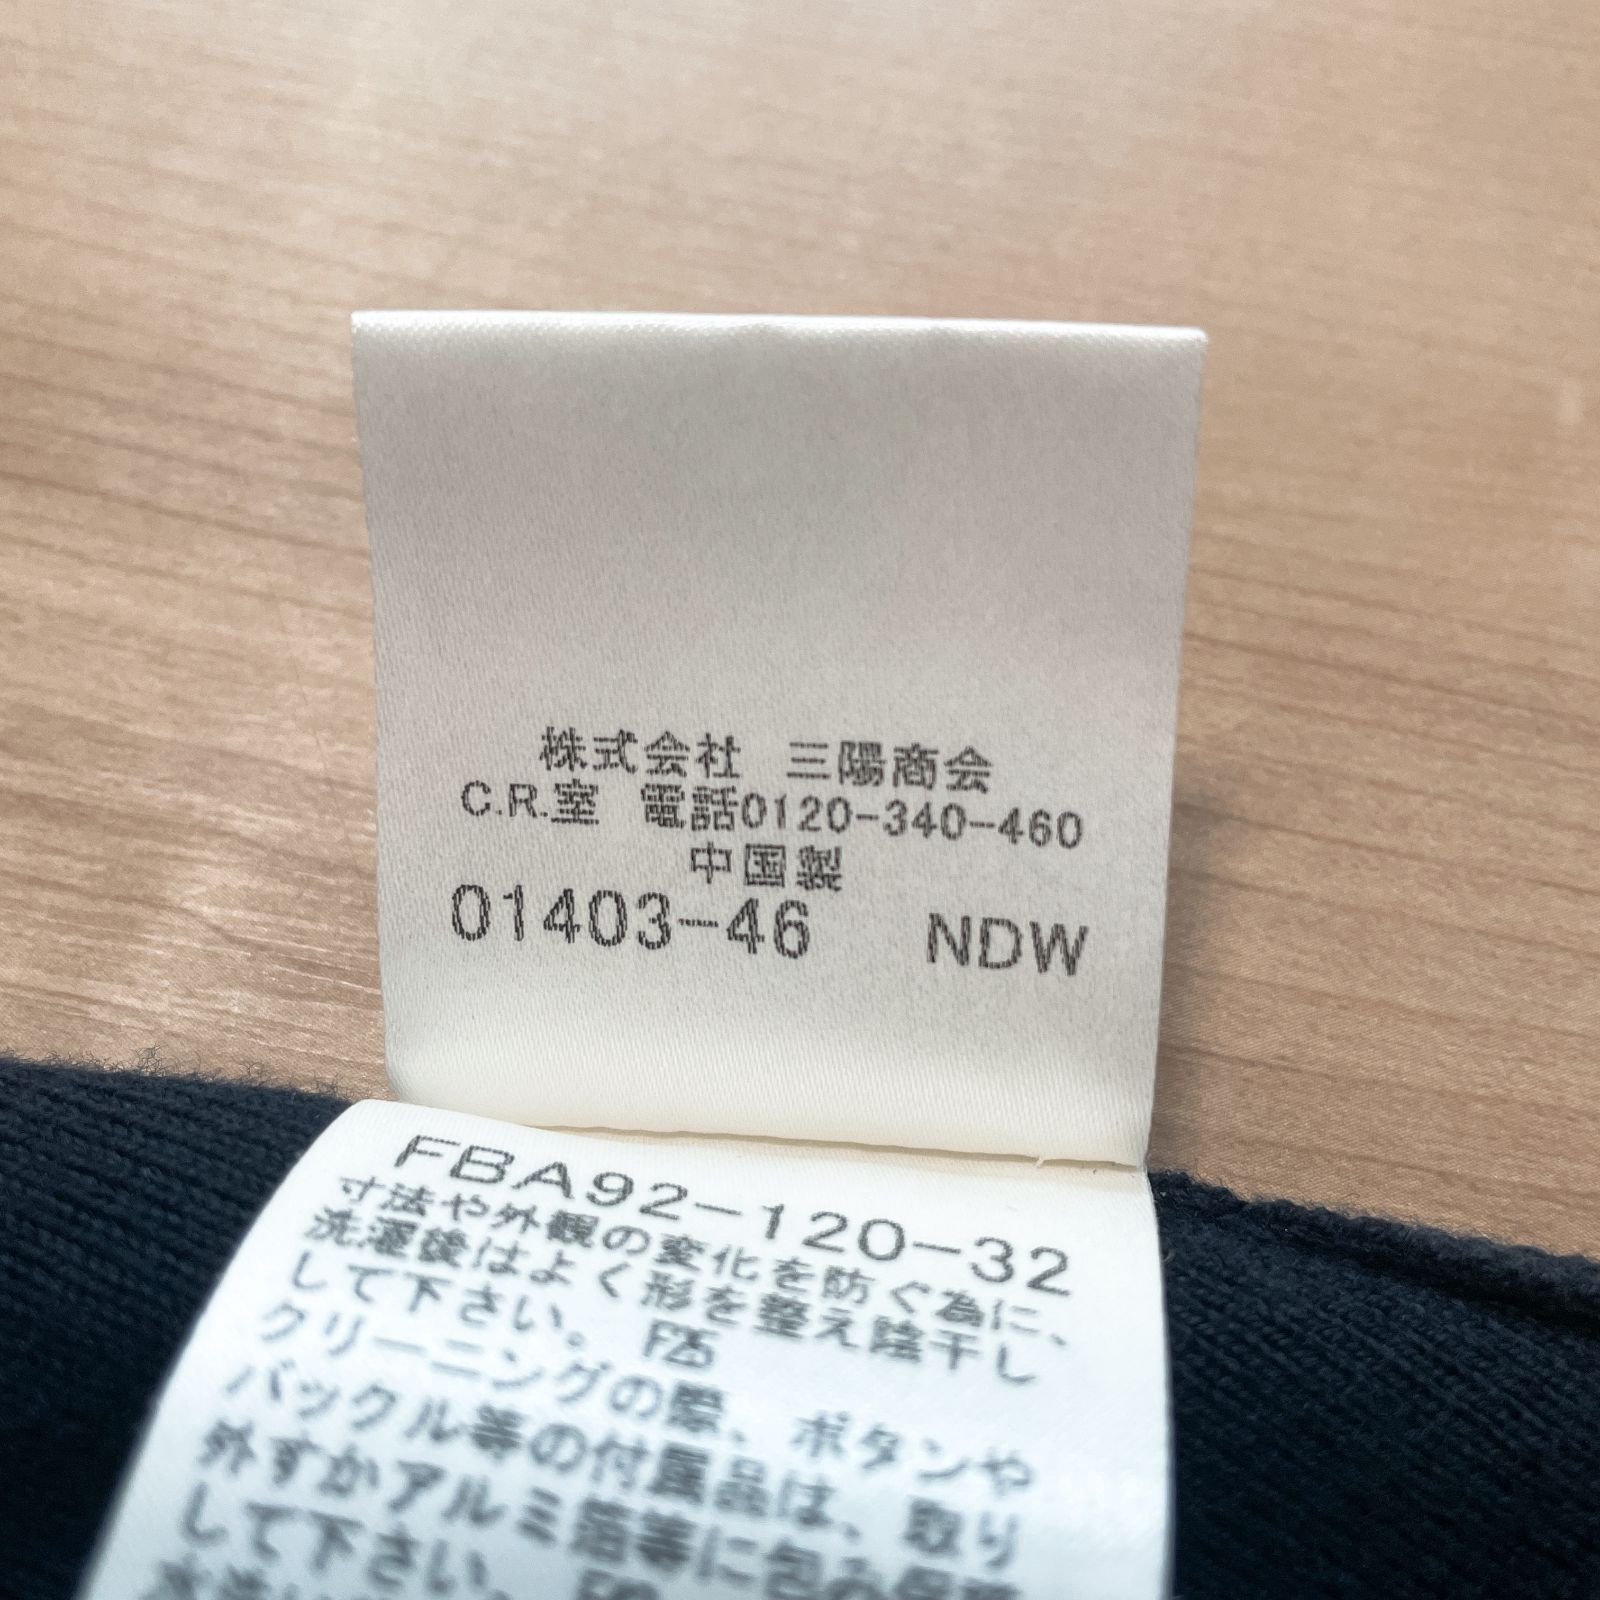 株式会社 三陽商会
C.R.室 電話0120-340-460
中国製
01403-46 NDW
FBA92-120-32
寸法や外観の変化を防ぐ為に、
洗濯後はよく形を整え陰干し
して下さい。 F25
クリーニングの際、ボタンや
バックル等の付属品は、取り
外すかアルミ箔等に包み保護
して下さい。